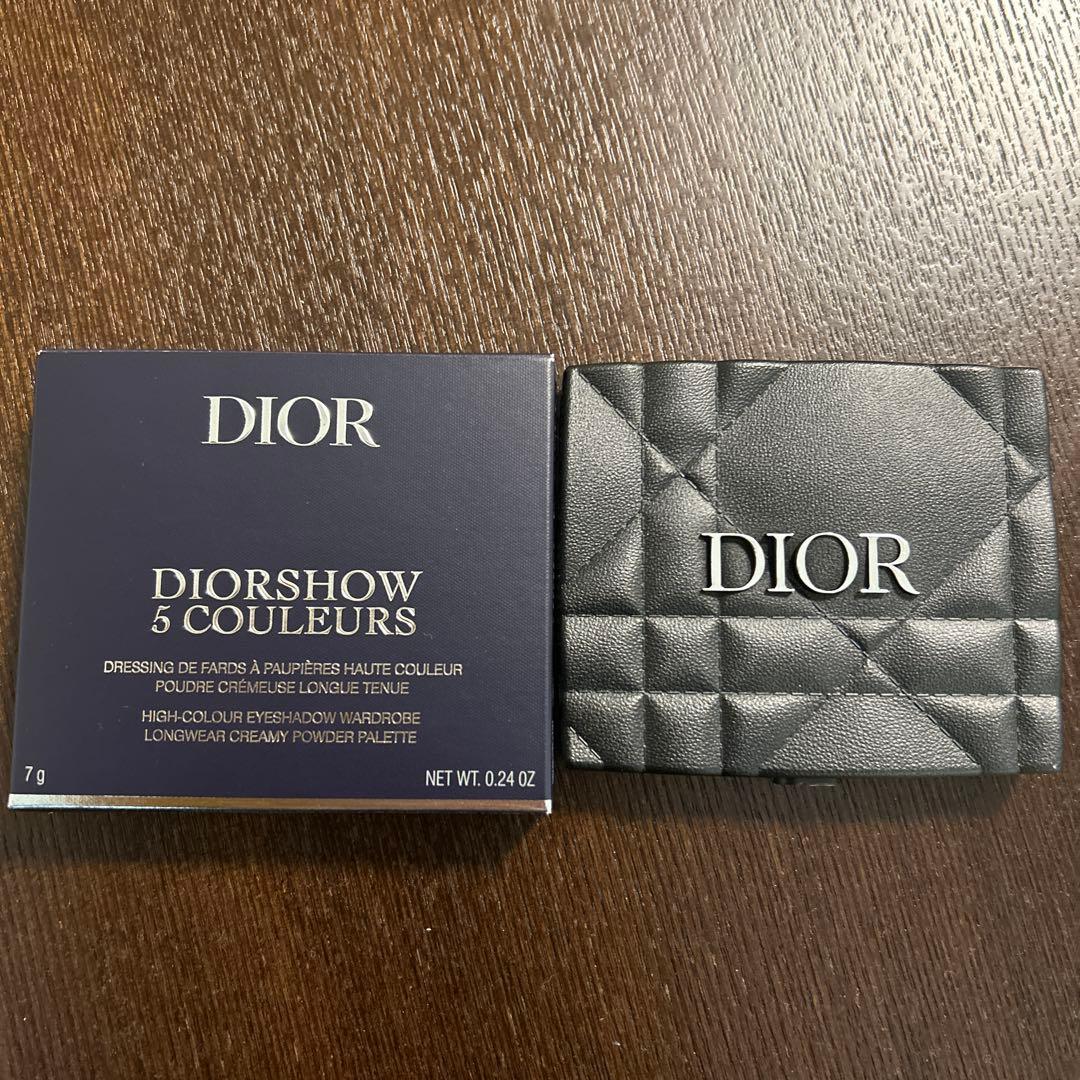 DIOR
DIORSHOW
5 COULEURS
DRESSING DE FARDS À PAUPIÈRES HAUTE COULEUR
POUDRE CRÉMEUSE LONGUE TENUE
HIGH-COLOUR EYESHADOW WARDROBE
LONGWEAR CREAMY POWDER PALETTE
7 g
NET WT. 0.24 OZ
DIOR